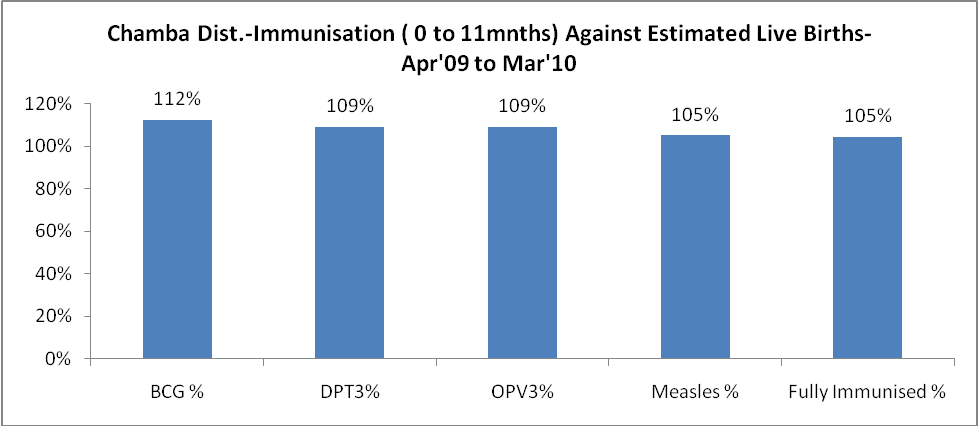 Chamba Dist.-Immunisation ( 0 to 11mnths) Against Estimated Live Births-
Apr'09 to Mar'10
112%
109%
109%
105%
105%
120%
100%
80%
60%
40%
20%
0%
BCG %
DPT3%
OPV3%
Measles %
Fully Immunised %